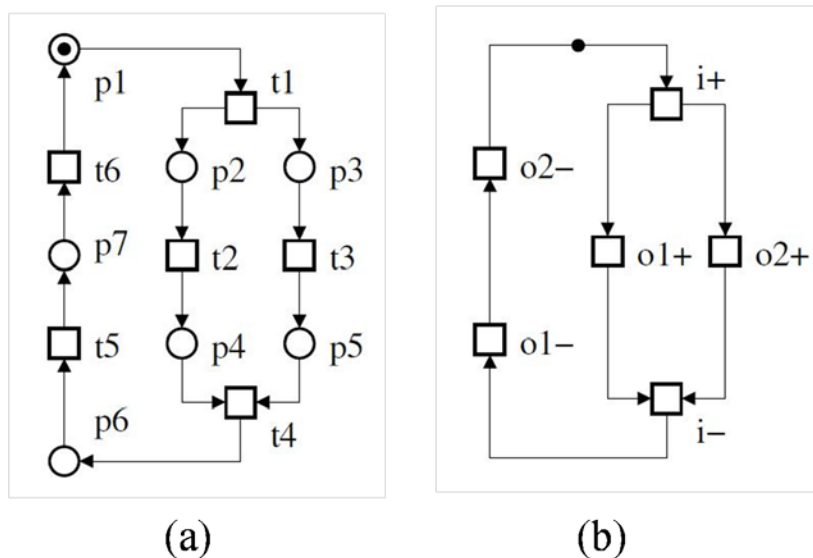 p1
t1
t6
p2
p3
p7
t2
t3
t5
p4
p5
p6
t4
(a)
i+
o2−
o1+
o2+
o1−
i−
(b)